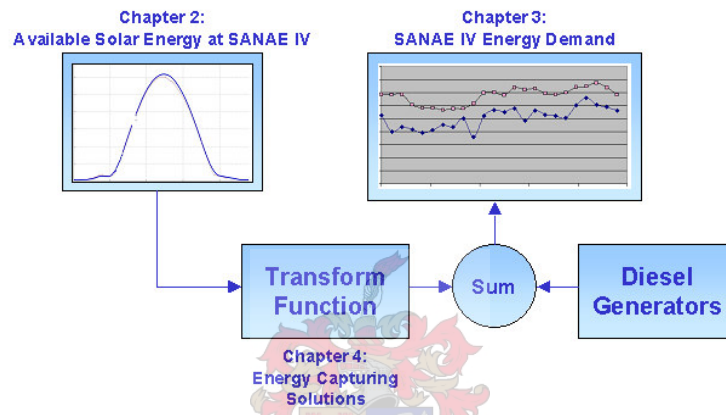 Chapter 2:
Available Solar Energy at SANAE IV
Chapter 3:
SANAE IV Energy Demand
Transform
Function
Sum
Diesel
Generators
Chapter 4:
Energy Capturing
Solutions